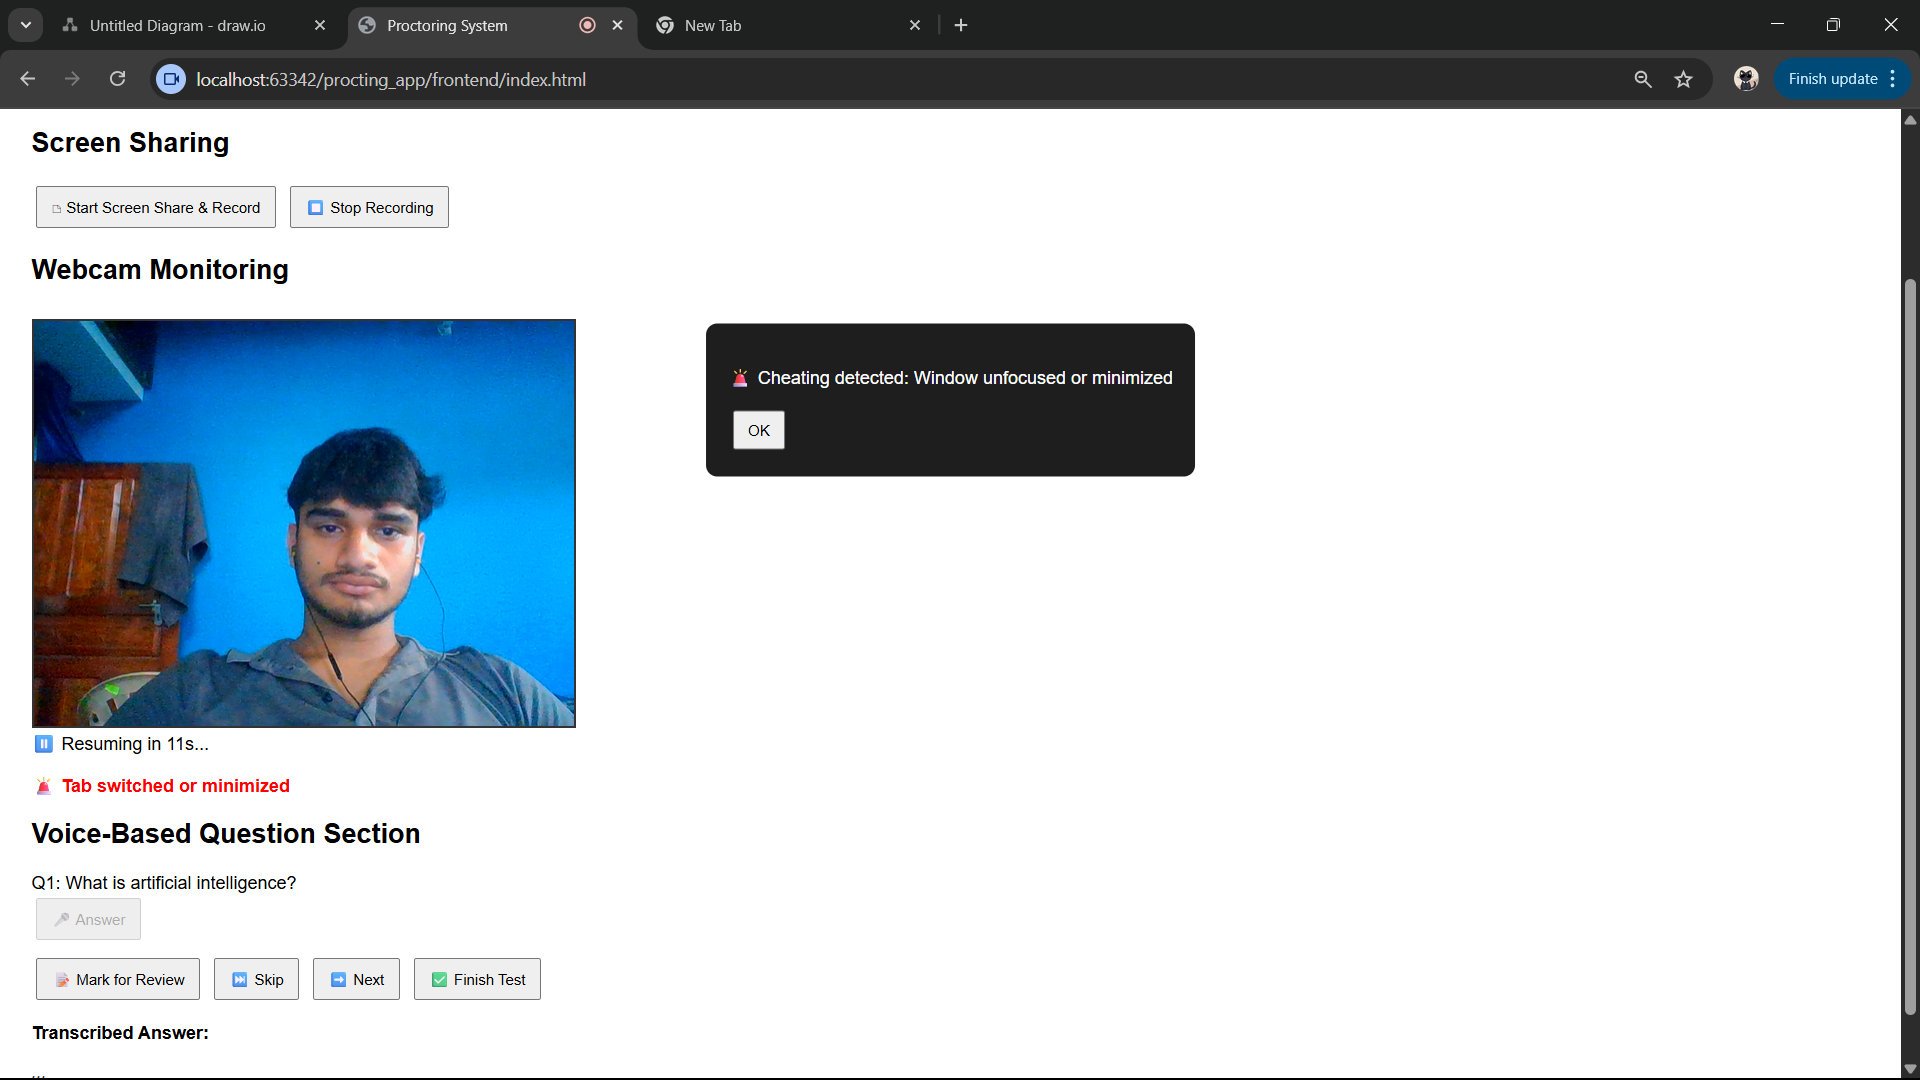 Untitled Diagram - draw.io
Proctoring System
New Tab
localhost:63342/procting_app/frontend/index.html
Finish update
Screen Sharing
Start Screen Share & Record
Stop Recording
Webcam Monitoring
🚨 Cheating detected: Window unfocused or minimized
OK
⏸ Resuming in 11s...
🚨 Tab switched or minimized
Voice-Based Question Section
Q1: What is artificial intelligence?
🎤 Answer
📝 Mark for Review
⏭ Skip
➡ Next
✅ Finish Test
Transcribed Answer:
...